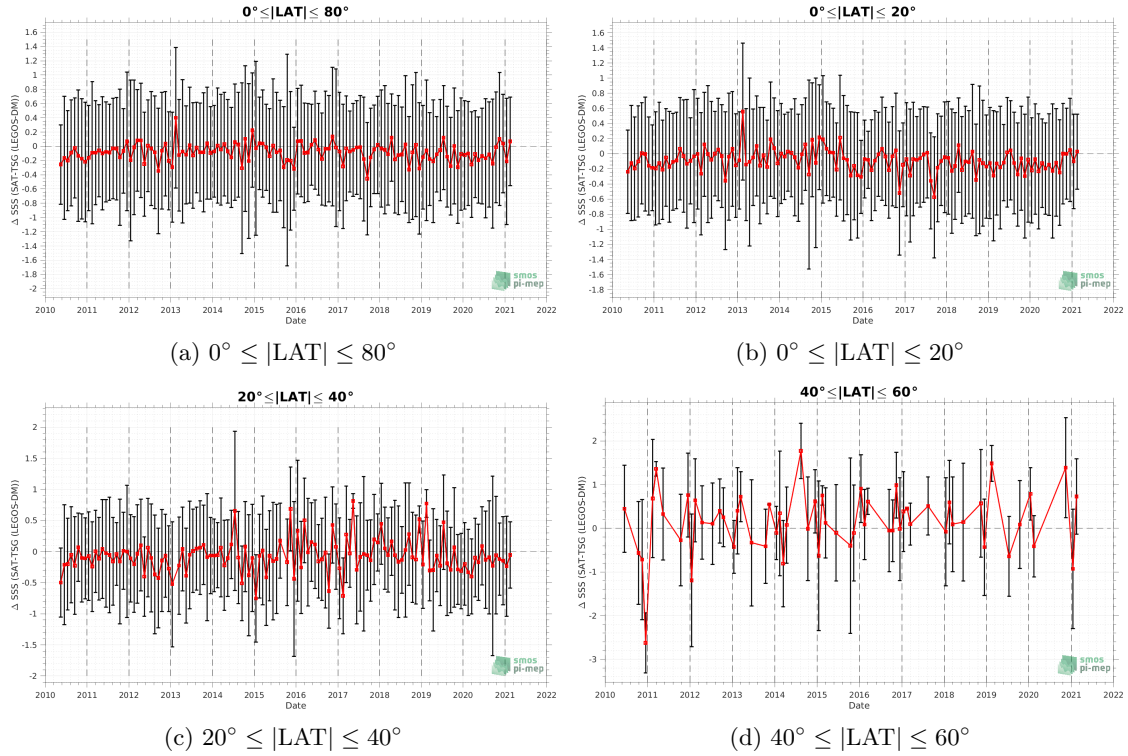 0°≤|LAT|≤ 80°
Δ SSS (SAT-TSG (LEGOS-DM))
1.6
1.4
1.2
1
0.8
0.6
0.4
0.2
0
-0.2
-0.4
-0.6
-0.8
-1
-1.2
-1.4
-1.6
-1.8
-2
2010 2011 2012 2013 2014 2015 2016 2017 2018 2019 2020 2021 2022
Date
smos
pi-mep
(a) 0° ≤ |LAT| ≤ 80°
0°≤|LAT|≤ 20°
Δ SSS (SAT-TSG (LEGOS-DM))
1.6
1.4
1.2
1
0.8
0.6
0.4
0.2
0
-0.2
-0.4
-0.6
-0.8
-1
-1.2
-1.4
-1.6
-1.8
2010 2011 2012 2013 2014 2015 2016 2017 2018 2019 2020 2021 2022
Date
smos
pi-mep
(b) 0° ≤ |LAT| ≤ 20°
20°≤|LAT|≤ 40°
Δ SSS (SAT-TSG (LEGOS-DM))
2
1.5
1
0.5
0
-0.5
-1
-1.5
-2
2010 2011 2012 2013 2014 2015 2016 2017 2018 2019 2020 2021 2022
Date
smos
pi-mep
(c) 20° ≤ |LAT| ≤ 40°
40°≤|LAT|≤ 60°
Δ SSS (SAT-TSG (LEGOS-DM))
2
1
0
-1
-2
-3
2010 2011 2012 2013 2014 2015 2016 2017 2018 2019 2020 2021 2022
Date
smos
pi-mep
(d) 40° ≤ |LAT| ≤ 60°